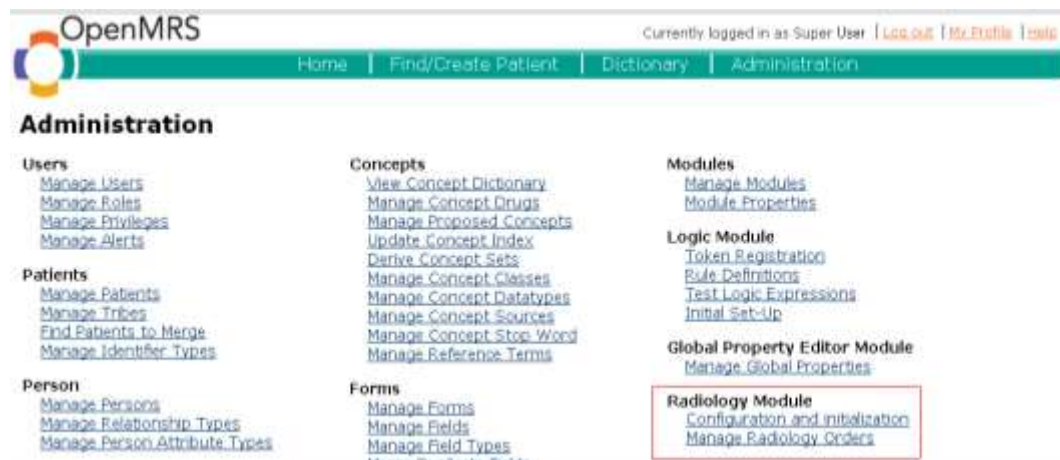 OpenMRS
Currently logged in as Super User | Log out | My Profile | Help
Home | Find/Create Patient | Dictionary | Administration
Administration
Users
Manage Users
Manage Roles
Manage Privileges
Manage Alerts
Patients
Manage Patients
Manage Tribes
Find Patients to Merge
Manage Identifier Types
Person
Manage Persons
Manage Relationship Types
Manage Person Attribute Types
Concepts
View Concept Dictionary
Manage Concept Drugs
Manage Proposed Concepts
Update Concept Index
Derive Concept Sets
Manage Concept Classes
Manage Concept Datatypes
Manage Concept Sources
Manage Concept Stop Word
Manage Reference Terms
Forms
Manage Forms
Manage Fields
Manage Field Types
Modules
Manage Modules
Module Properties
Logic Module
Token Registration
Rule Definitions
Test Logic Expressions
Initial Set-Up
Global Property Editor Module
Manage Global Properties
Radiology Module
Configuration and initialization
Manage Radiology Orders